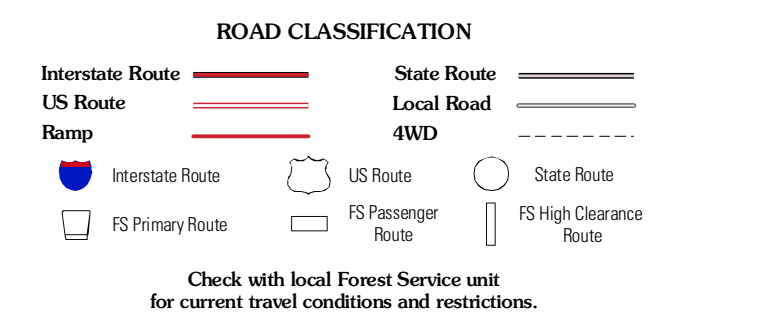 ROAD CLASSIFICATION
Interstate Route
State Route
US Route
Local Road
Ramp
4WD
Interstate Route
US Route
State Route
FS Primary Route
FS Passenger
Route
FS High Clearance
Route
Check with local Forest Service unit
for current travel conditions and restrictions.